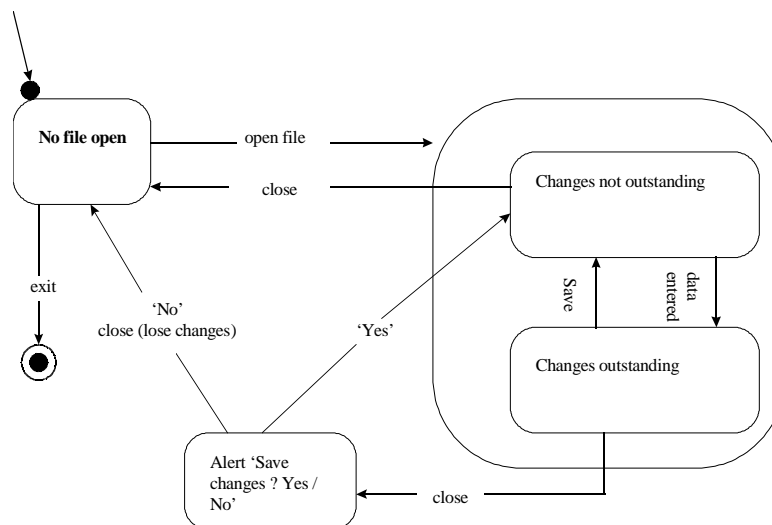 No file open
open file
Changes not outstanding
close
exit
Save
data
entered
‘No’
close (lose changes)
‘Yes’
Changes outstanding
Alert ‘Save
changes ? Yes /
No’
close